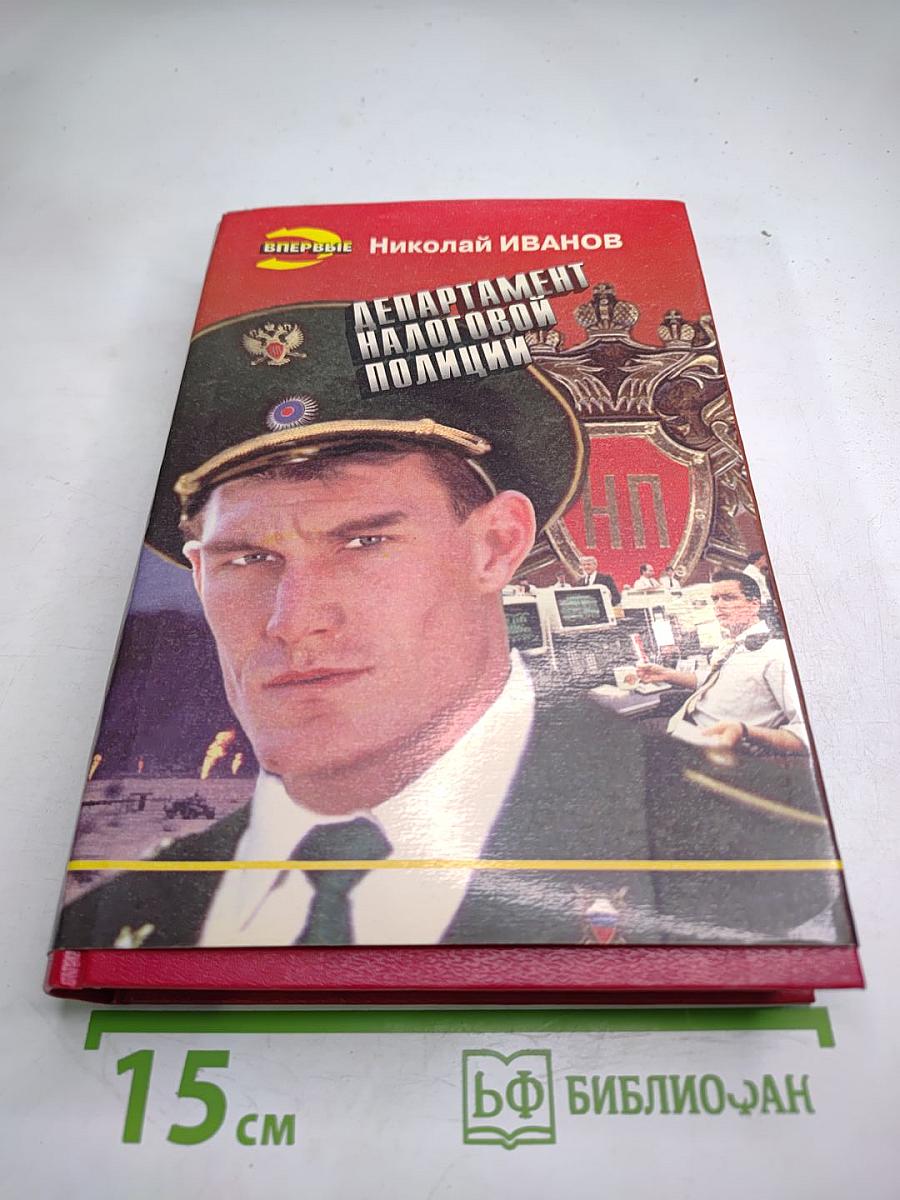 ВПЕРВЫЕ Николай ИВАНОВ
ДЕПАРТАМЕНТ
НАЛОГОВОЙ
ПОЛИЦИИ
НП
15 см
БФ БИБЛИОФАН